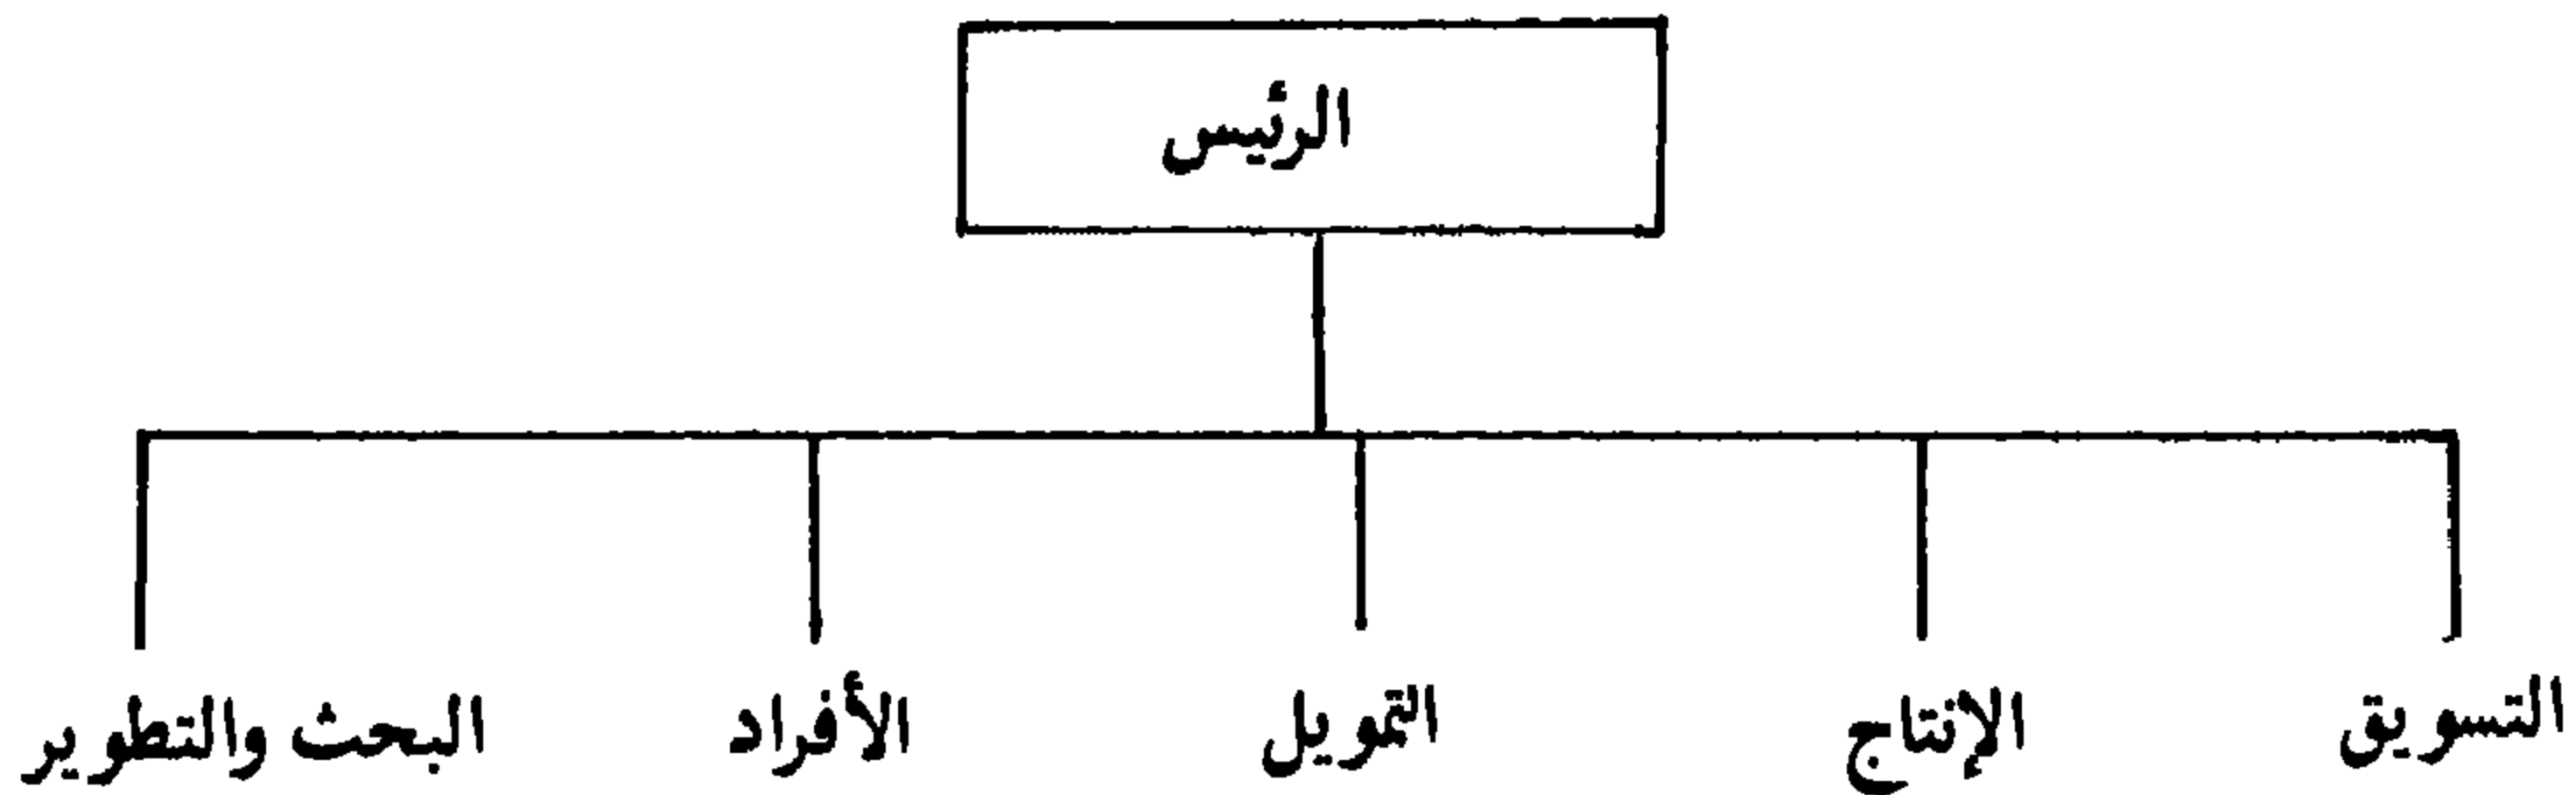 الرئيس
التسويق
الإنتاج
التمويل
الأفراد
البحث والتطوير